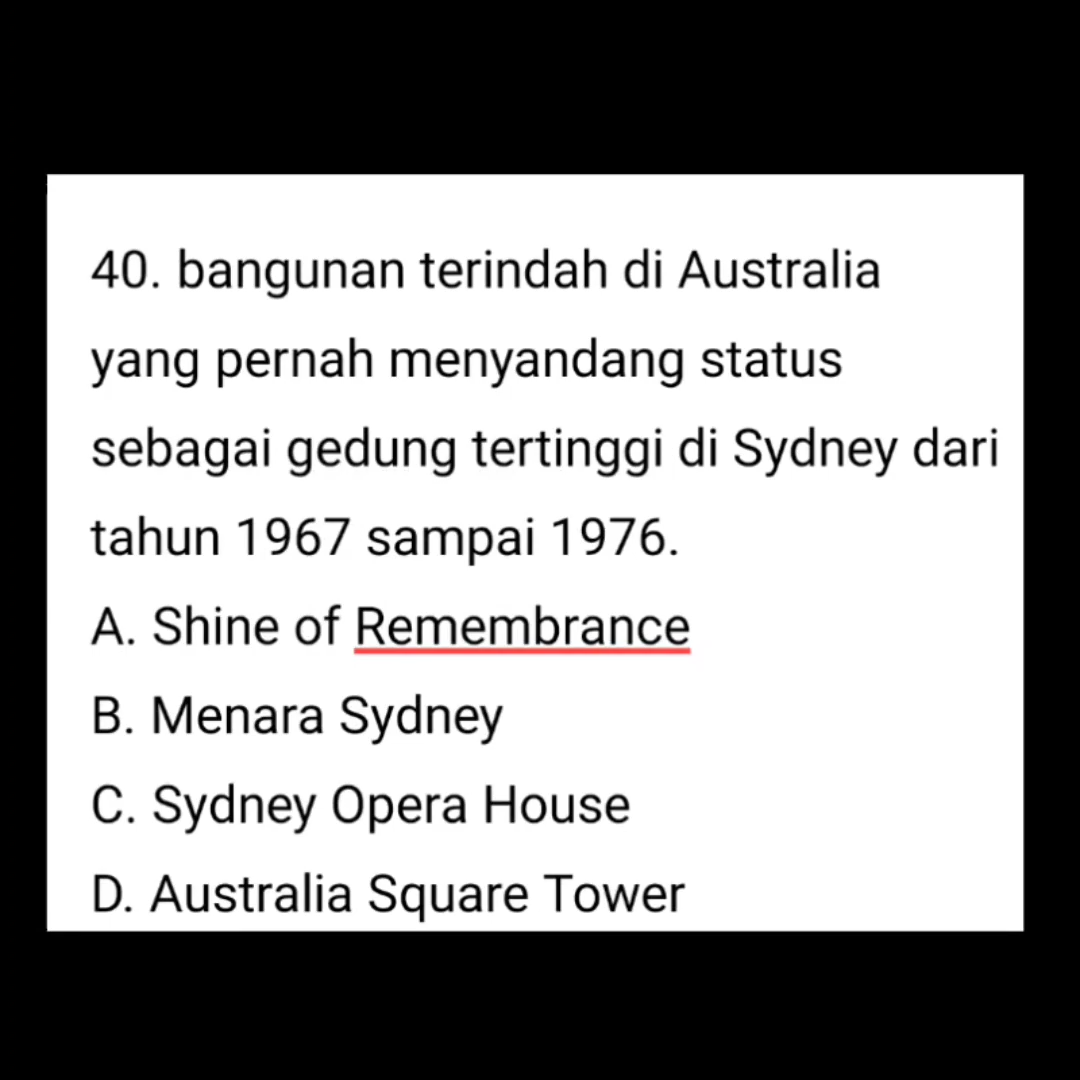 40. bangunan terindah di Australia
yang pernah menyandang status
sebagai gedung tertinggi di Sydney dari
tahun 1967 sampai 1976.
A. Shine of Remembrance
B. Menara Sydney
C. Sydney Opera House
D. Australia Square Tower